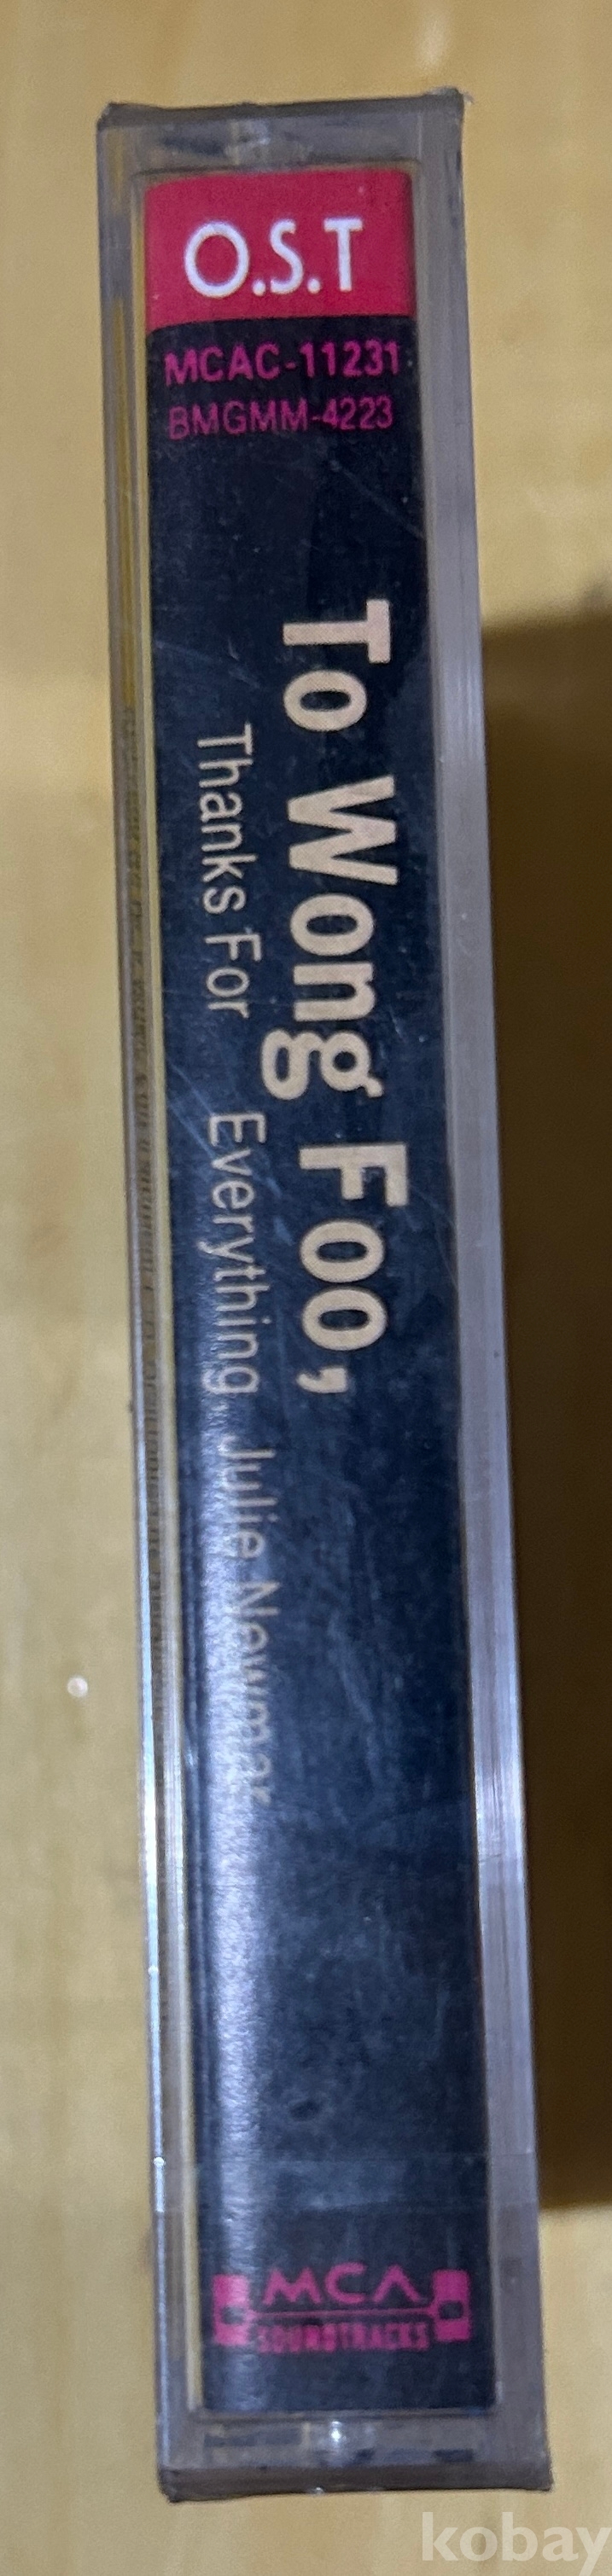 O.S.T
MCAC-11231
BMGMM-4223
To Wong Foo,
Thanks For Everything, Julie Newmar
MCA
SOUNDTRACKS
kobay